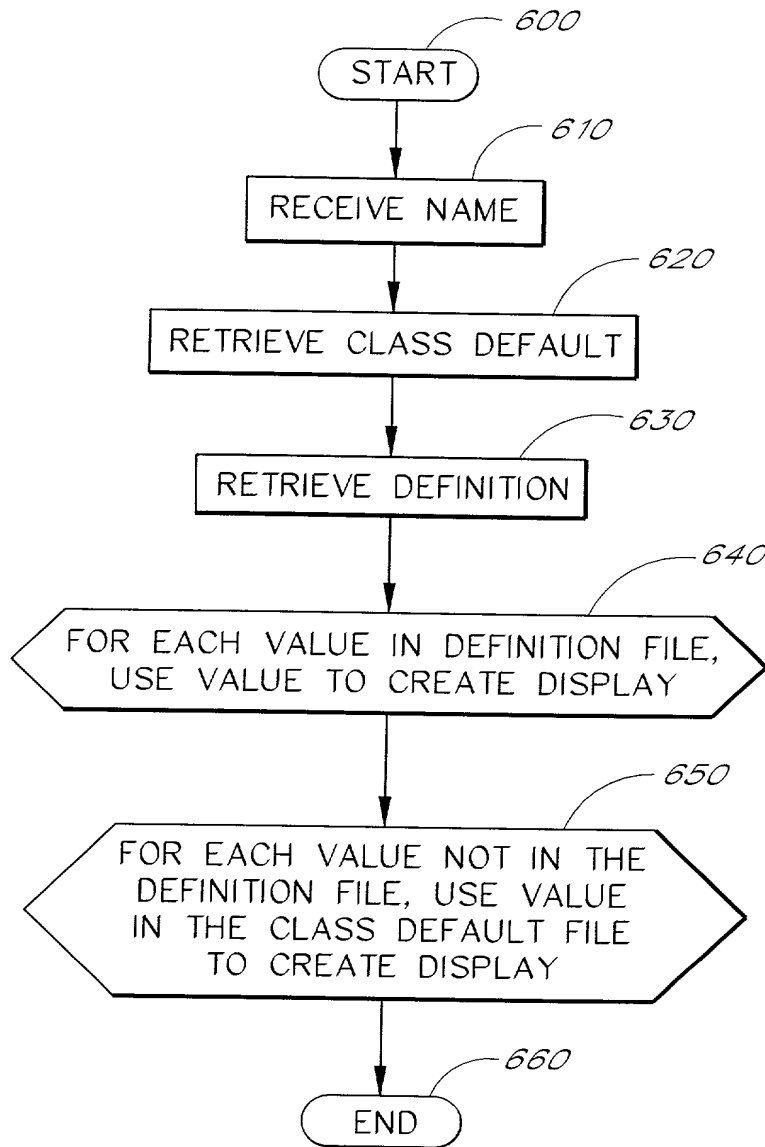 600
START
610
RECEIVE NAME
620
RETRIEVE CLASS DEFAULT
630
RETRIEVE DEFINITION
640
FOR EACH VALUE IN DEFINITION FILE,
USE VALUE TO CREATE DISPLAY
650
FOR EACH VALUE NOT IN THE
DEFINITION FILE, USE VALUE
IN THE CLASS DEFAULT FILE
TO CREATE DISPLAY
660
END